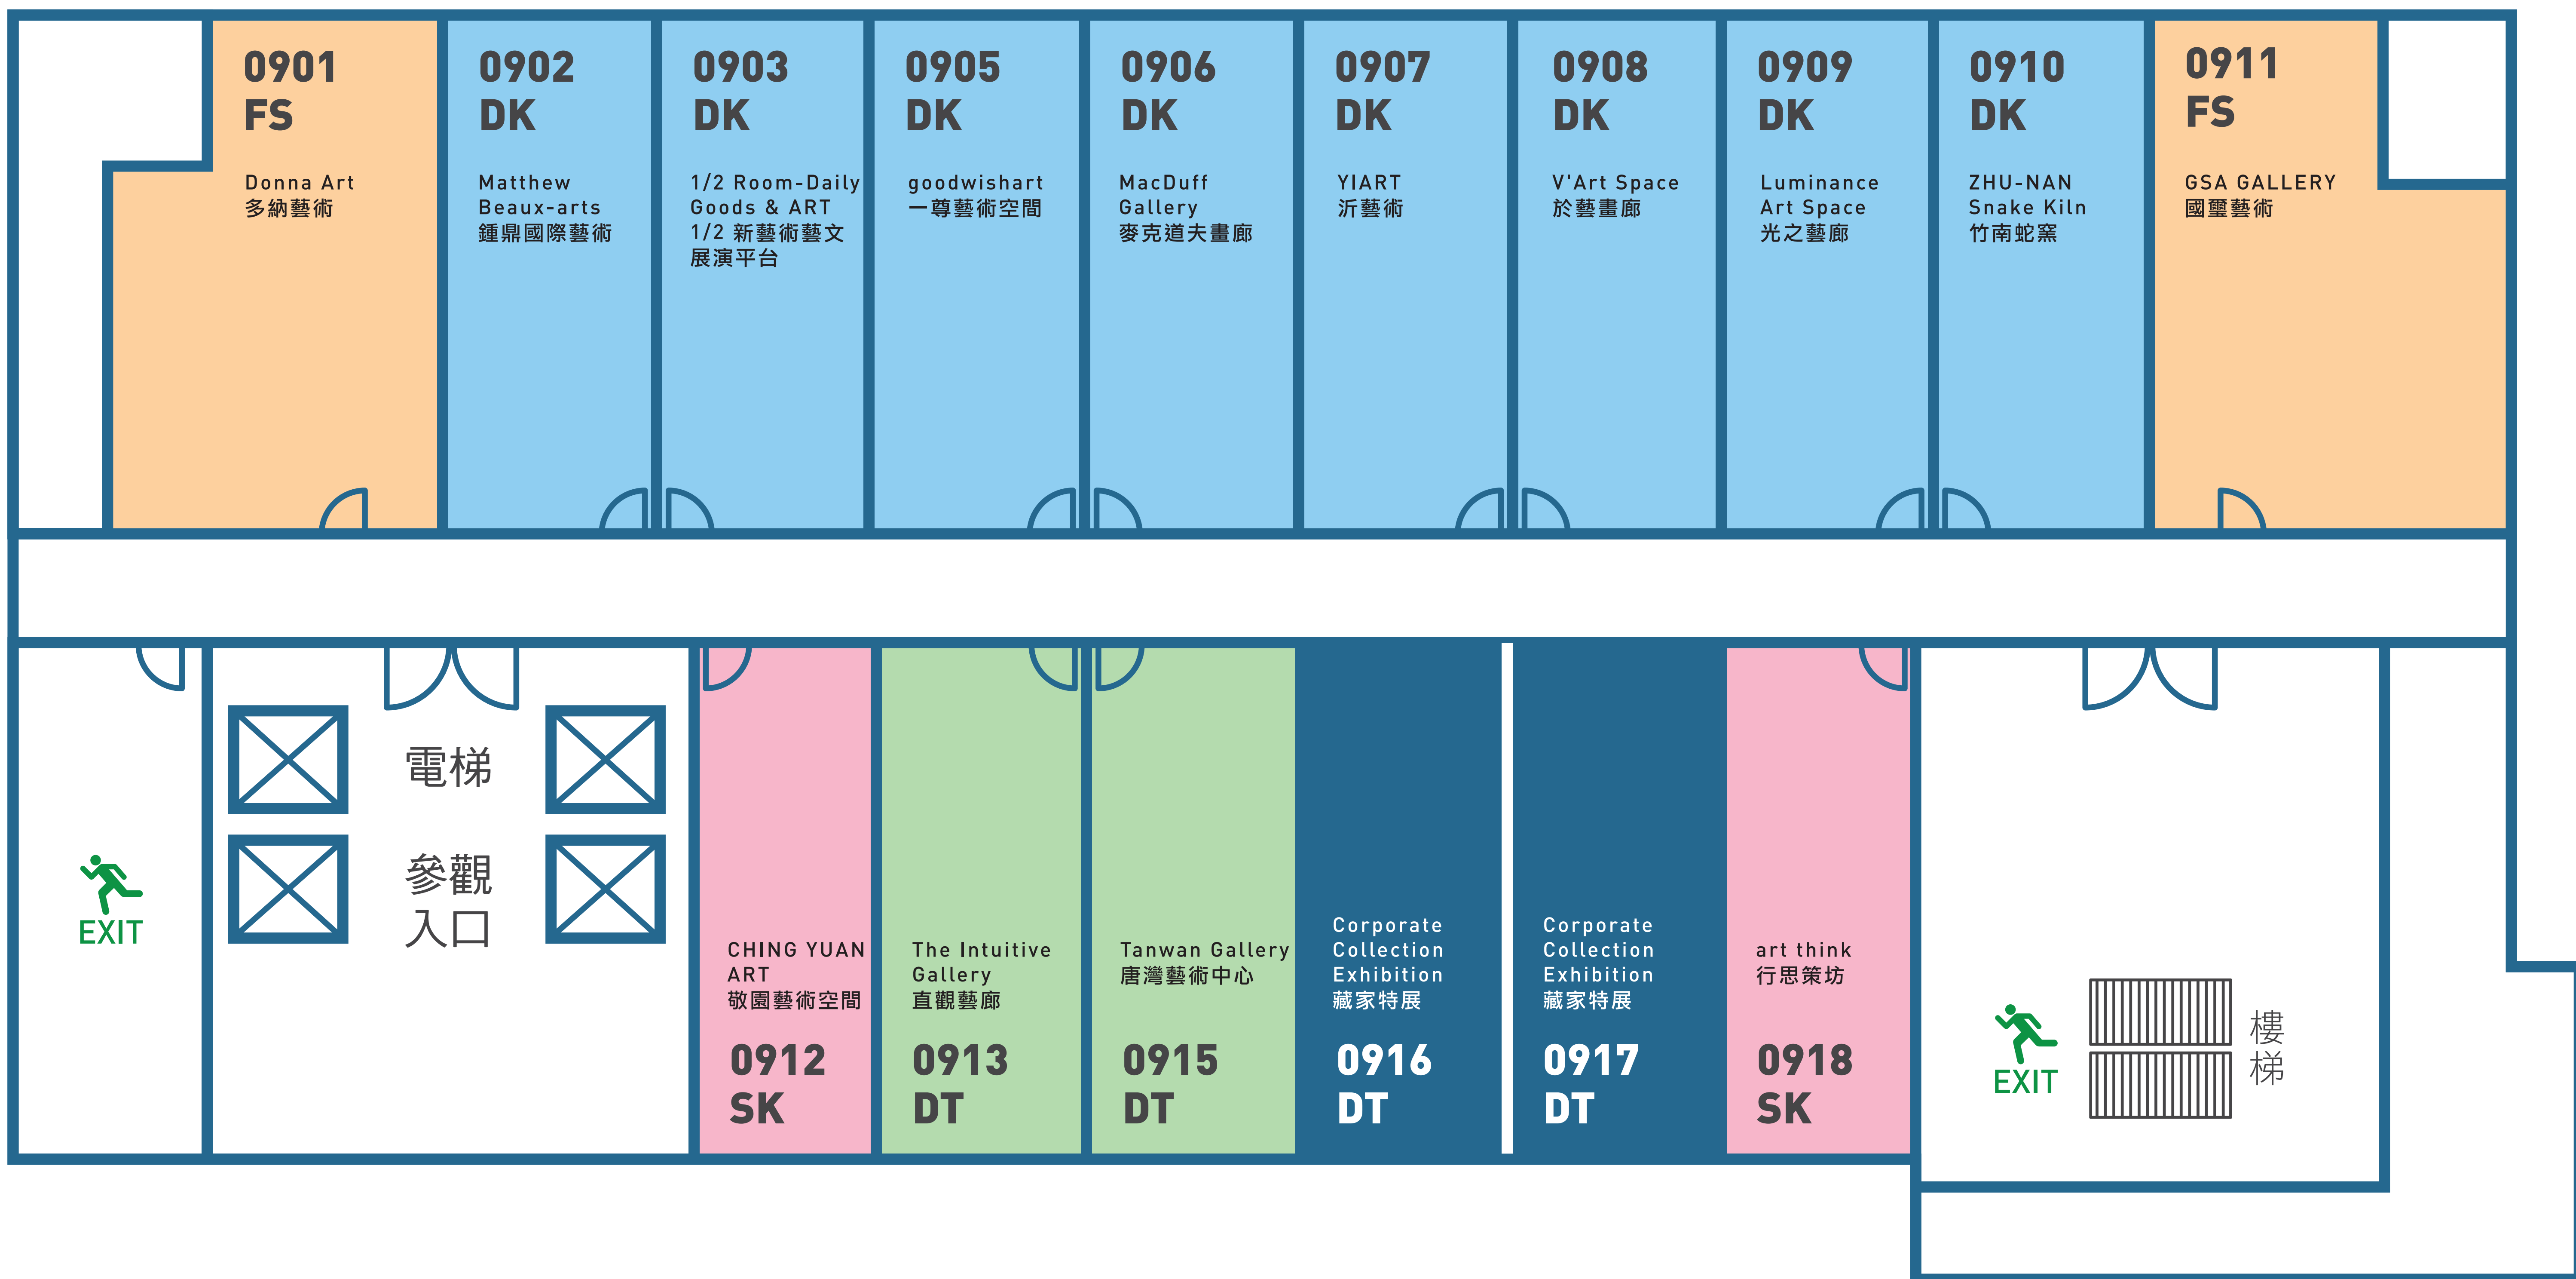 0901
FS
Donna Art
多納藝術
0902
DK
Matthew
Beaux-arts
鍾鼎國際藝術
0903
DK
1/2 Room-Daily
Goods & ART
1/2 新藝術藝文
展演平台
0905
DK
goodwishart
一尊藝術空間
0906
DK
MacDuff
Gallery
麥克道夫畫廊
0907
DK
YIART
沂藝術
0908
DK
V'Art Space
於藝畫廊
0909
DK
Luminance
Art Space
光之藝廊
0910
DK
ZHU-NAN
Snake Kiln
竹南蛇窯
0911
FS
GSA GALLERY
國璽藝術
EXIT
電梯
參觀
入口
CHING YUAN
ART
敬園藝術空間
0912
SK
The Intuitive
Gallery
直觀藝廊
0913
DT
Tanwan Gallery
唐灣藝術中心
0915
DT
Corporate
Collection
Exhibition
藏家特展
0916
DT
Corporate
Collection
Exhibition
藏家特展
0917
DT
art think
行思策坊
0918
SK
EXIT
樓梯